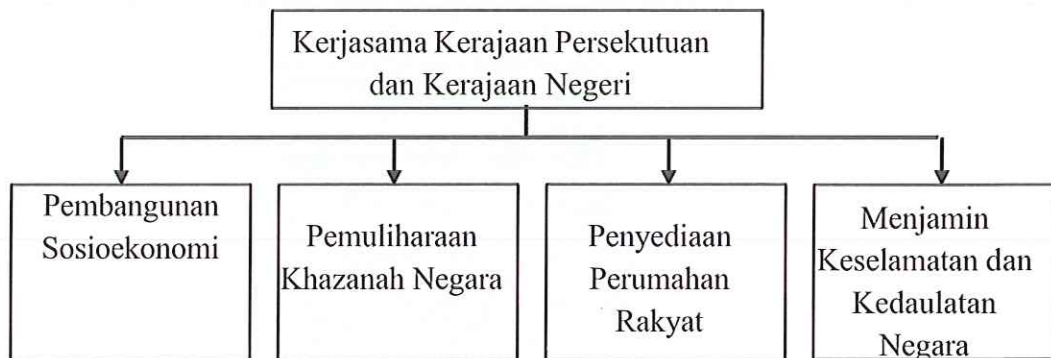 Kerjasama Kerajaan Persekutuan
dan Kerajaan Negeri
Pembangunan
Sosioekonomi
Pemuliharaan
Khazanah Negara
Penyediaan
Perumahan
Rakyat
Menjamin
Keselamatan dan
Kedaulatan
Negara